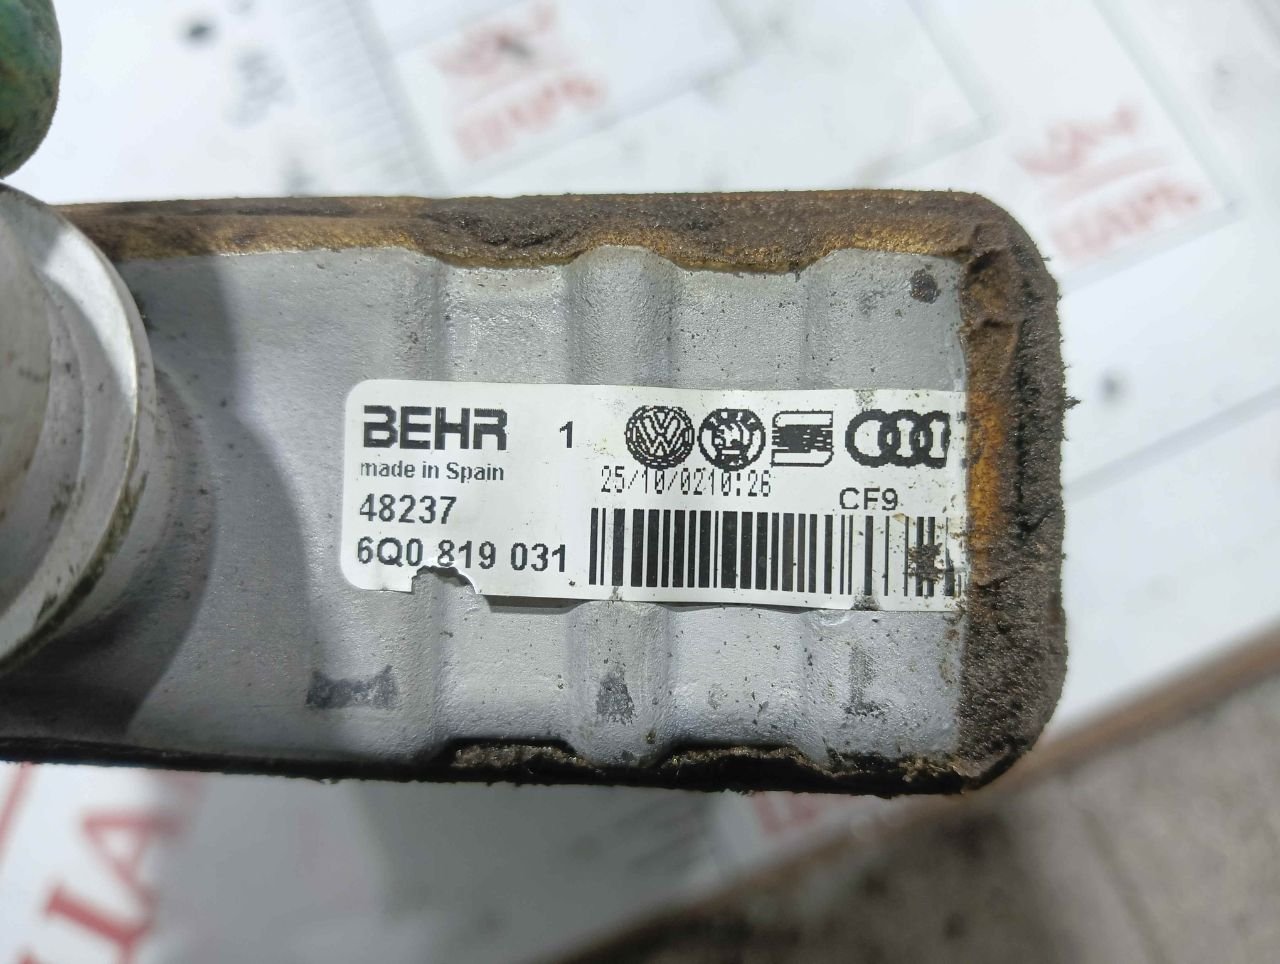 BEHR 1
made in Spain
25/10/0210:26
48237
CF9
6Q0 819 031